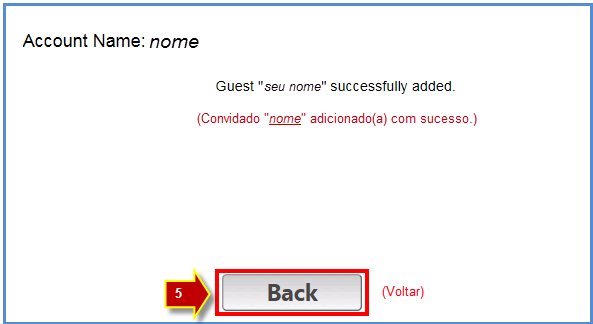 Account Name: nome
Guest "seu nome" successfully added.
(Convidado "nome" adicionado(a) com sucesso.)
5 Back (Voltar)